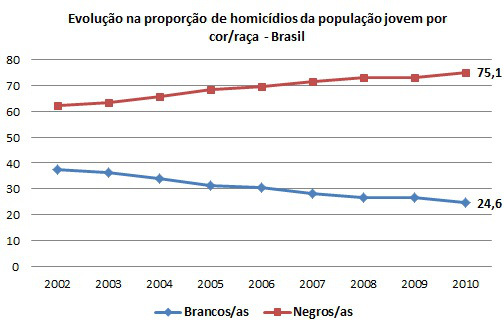 Evolução na proporção de homicídios da população jovem por
cor/raça - Brasil
80
70
60
50
40
30
20
10
0
75,1
24,6
2002 2003 2004 2005 2006 2007 2008 2009 2010
Brancos/as Negros/as